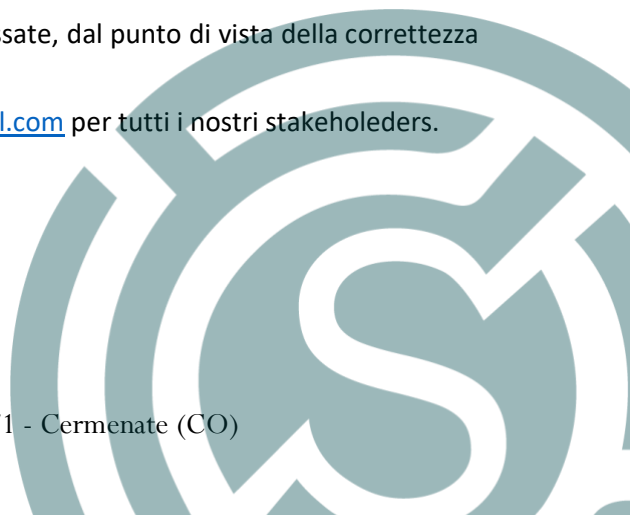 ssate, dal punto di vista della correttezza
l.com per tutti i nostri stakeholeders.
1 - Cermenate (CO)